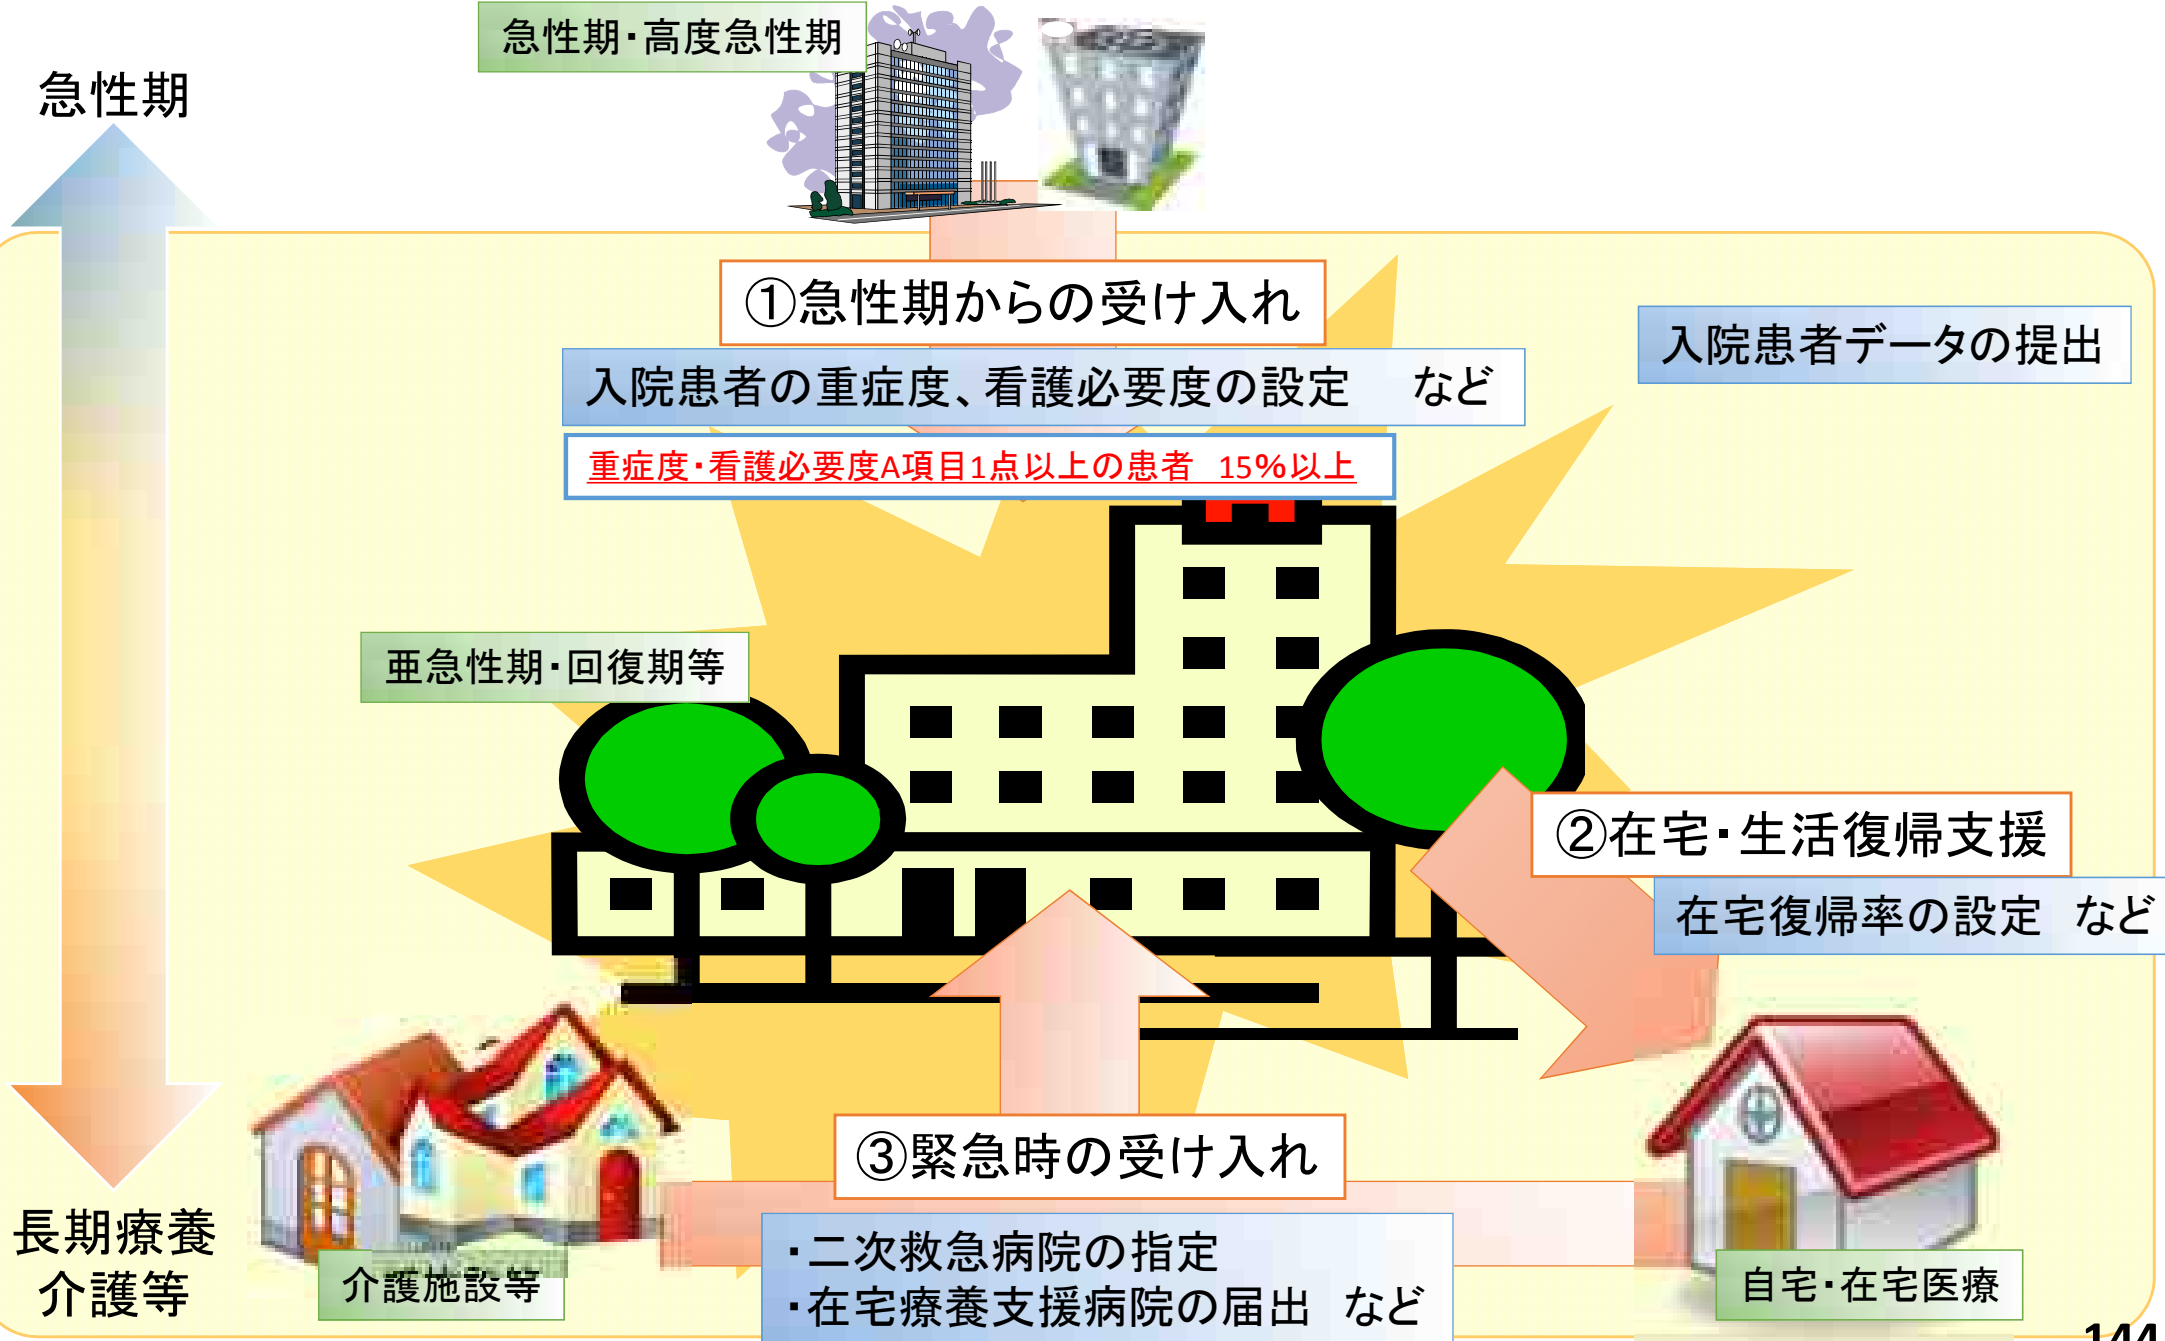 急性期・高度急性期
急性期
①急性期からの受け入れ
入院患者データの提出
入院患者の重症度、看護必要度の設定　など
重症度・看護必要度A項目1点以上の患者　15%以上
亜急性期・回復期等
②在宅・生活復帰支援
在宅復帰率の設定　など
③緊急時の受け入れ
・二次救急病院の指定
・在宅療養支援病院の届出　など
長期療養
介護等
介護施設等
自宅・在宅医療
144